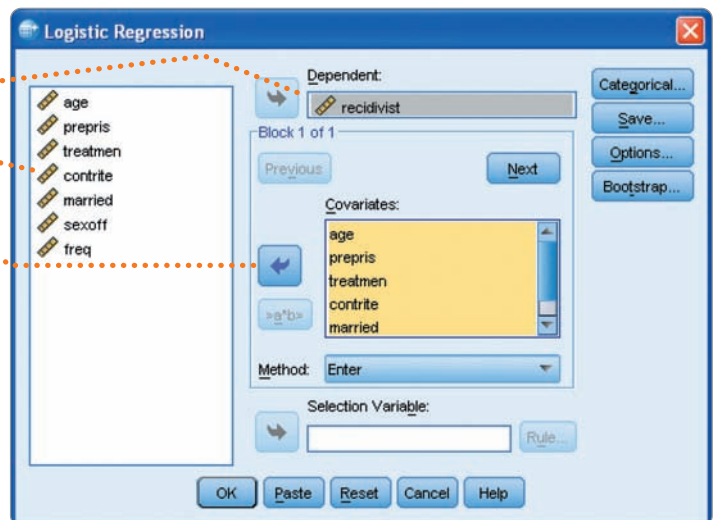 Logistic Regression
age
prepris
treatmen
contrite
married
sexoff
freq
Dependent:
recidivist
Block 1 of 1
Previous
Next
Covariates:
age
prepris
treatmen
contrite
married
>a*b>
Method: Enter
Selection Variable:
Rule...
Categorical...
Save...
Options...
Bootstrap...
OK Paste Reset Cancel Help